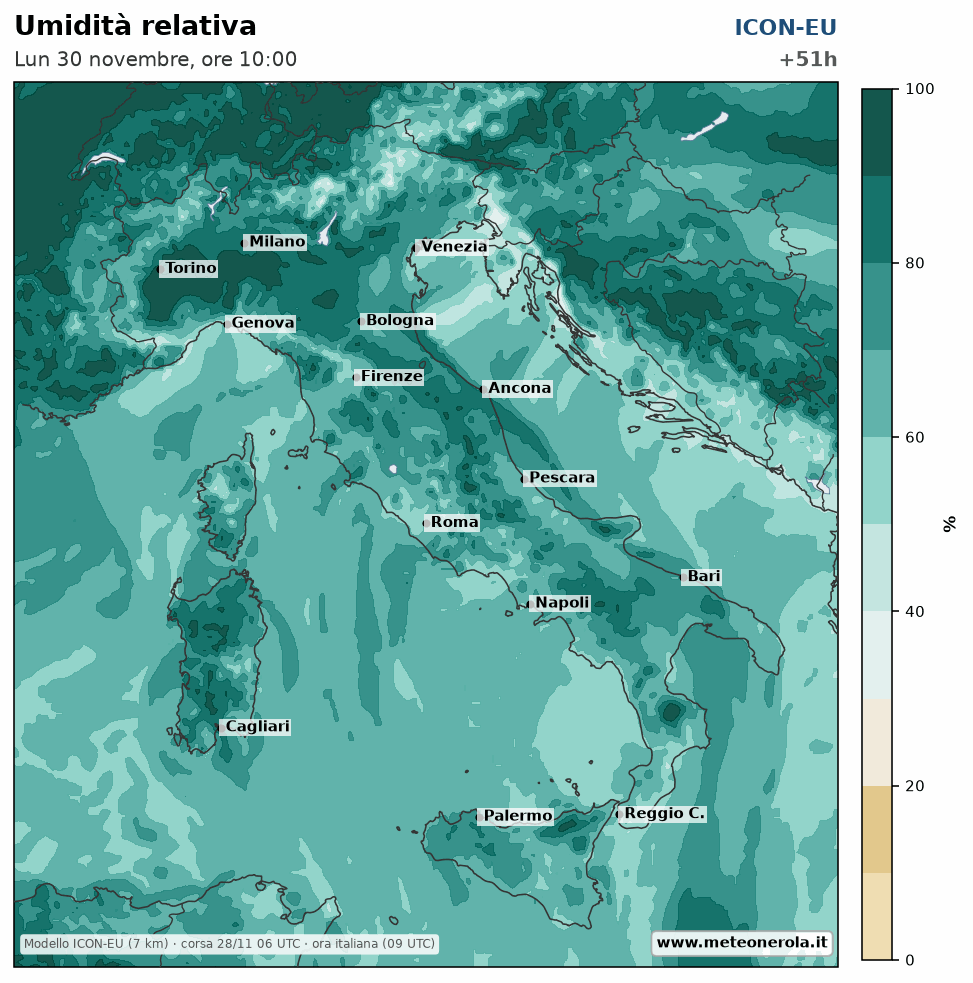 Umidità relativa
ICON-EU
Lun 30 novembre, ore 10:00
+51h
100
80
60
40
20
0
%
Milano
Venezia
Torino
Genova
Bologna
Firenze
Ancona
Pescara
Roma
Bari
Napoli
Cagliari
Palermo
Reggio C.
Modello ICON-EU (7 km) · corsa 28/11 06 UTC · ora italiana (09 UTC)
www.meteonerola.it